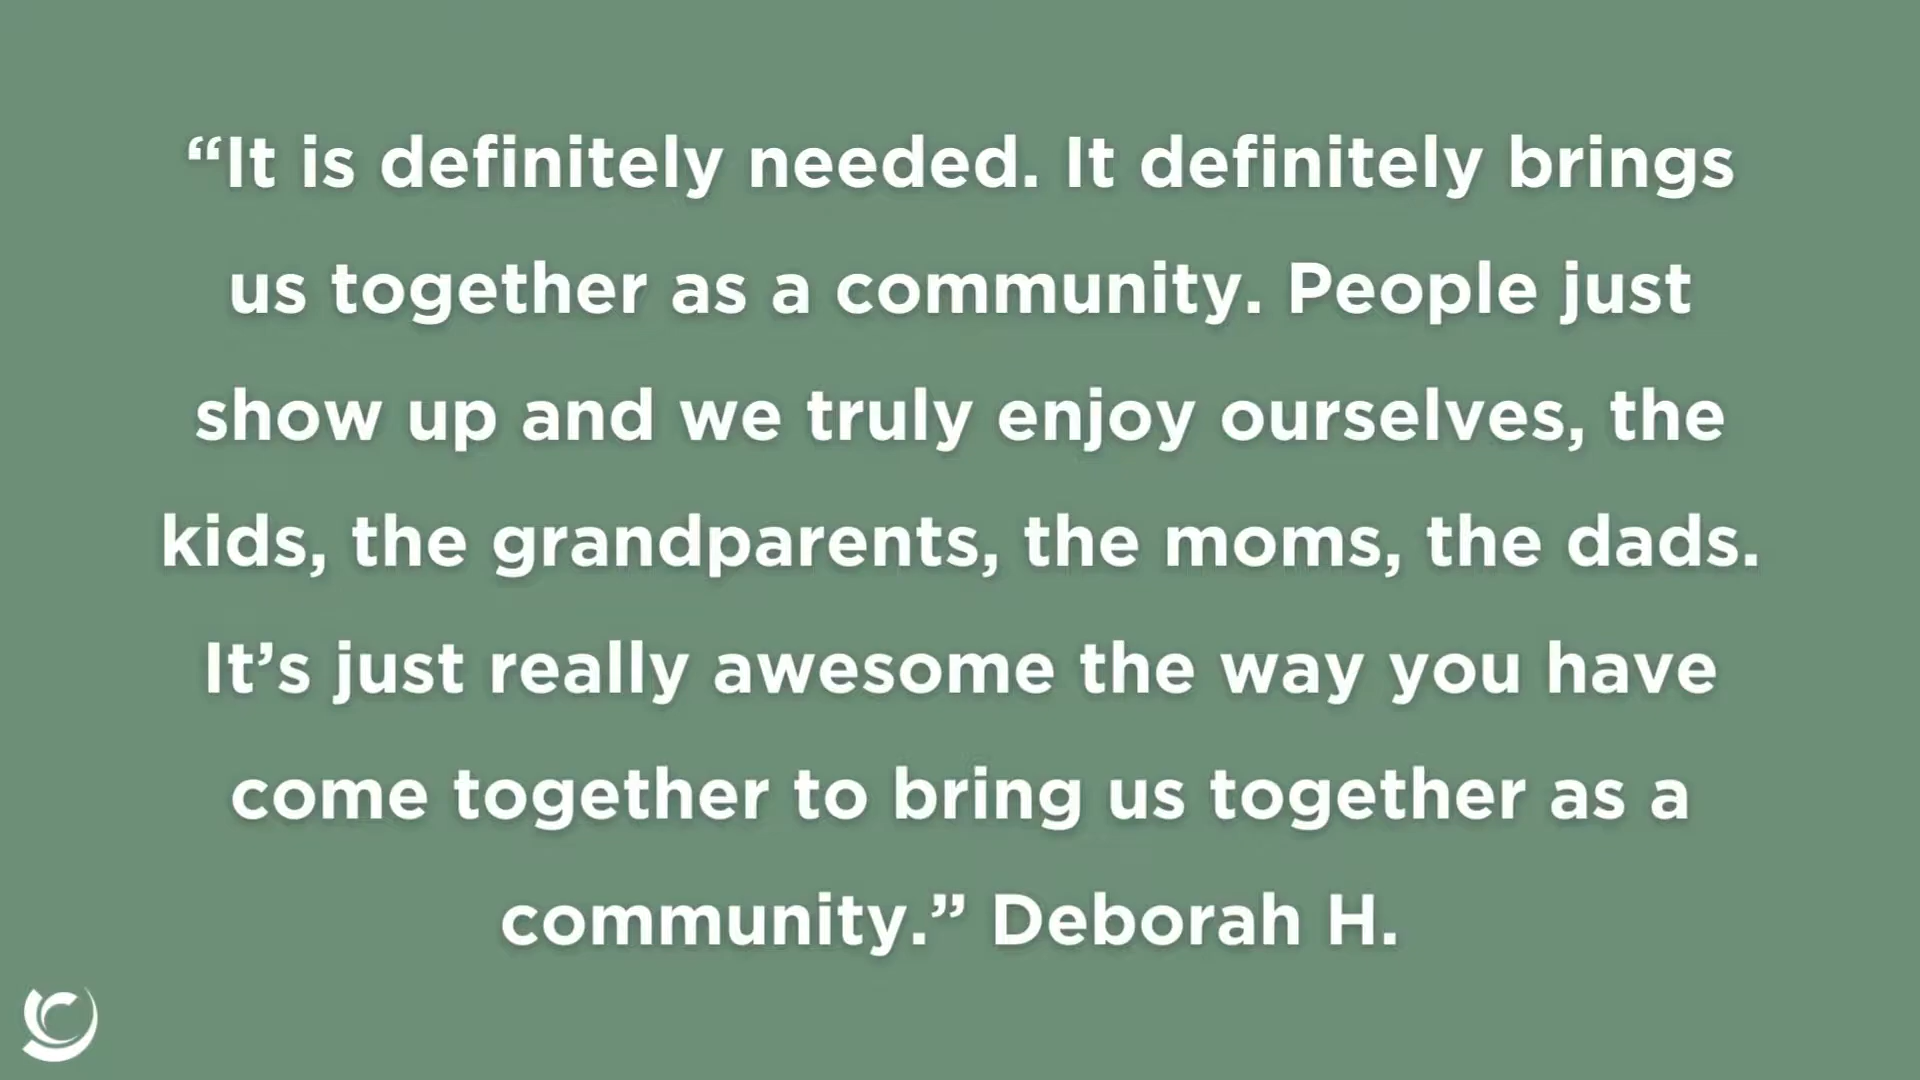 “It is definitely needed. It definitely brings
us together as a community. People just
show up and we truly enjoy ourselves, the
kids, the grandparents, the moms, the dads.
It’s just really awesome the way you have
come together to bring us together as a
community.” Deborah H.